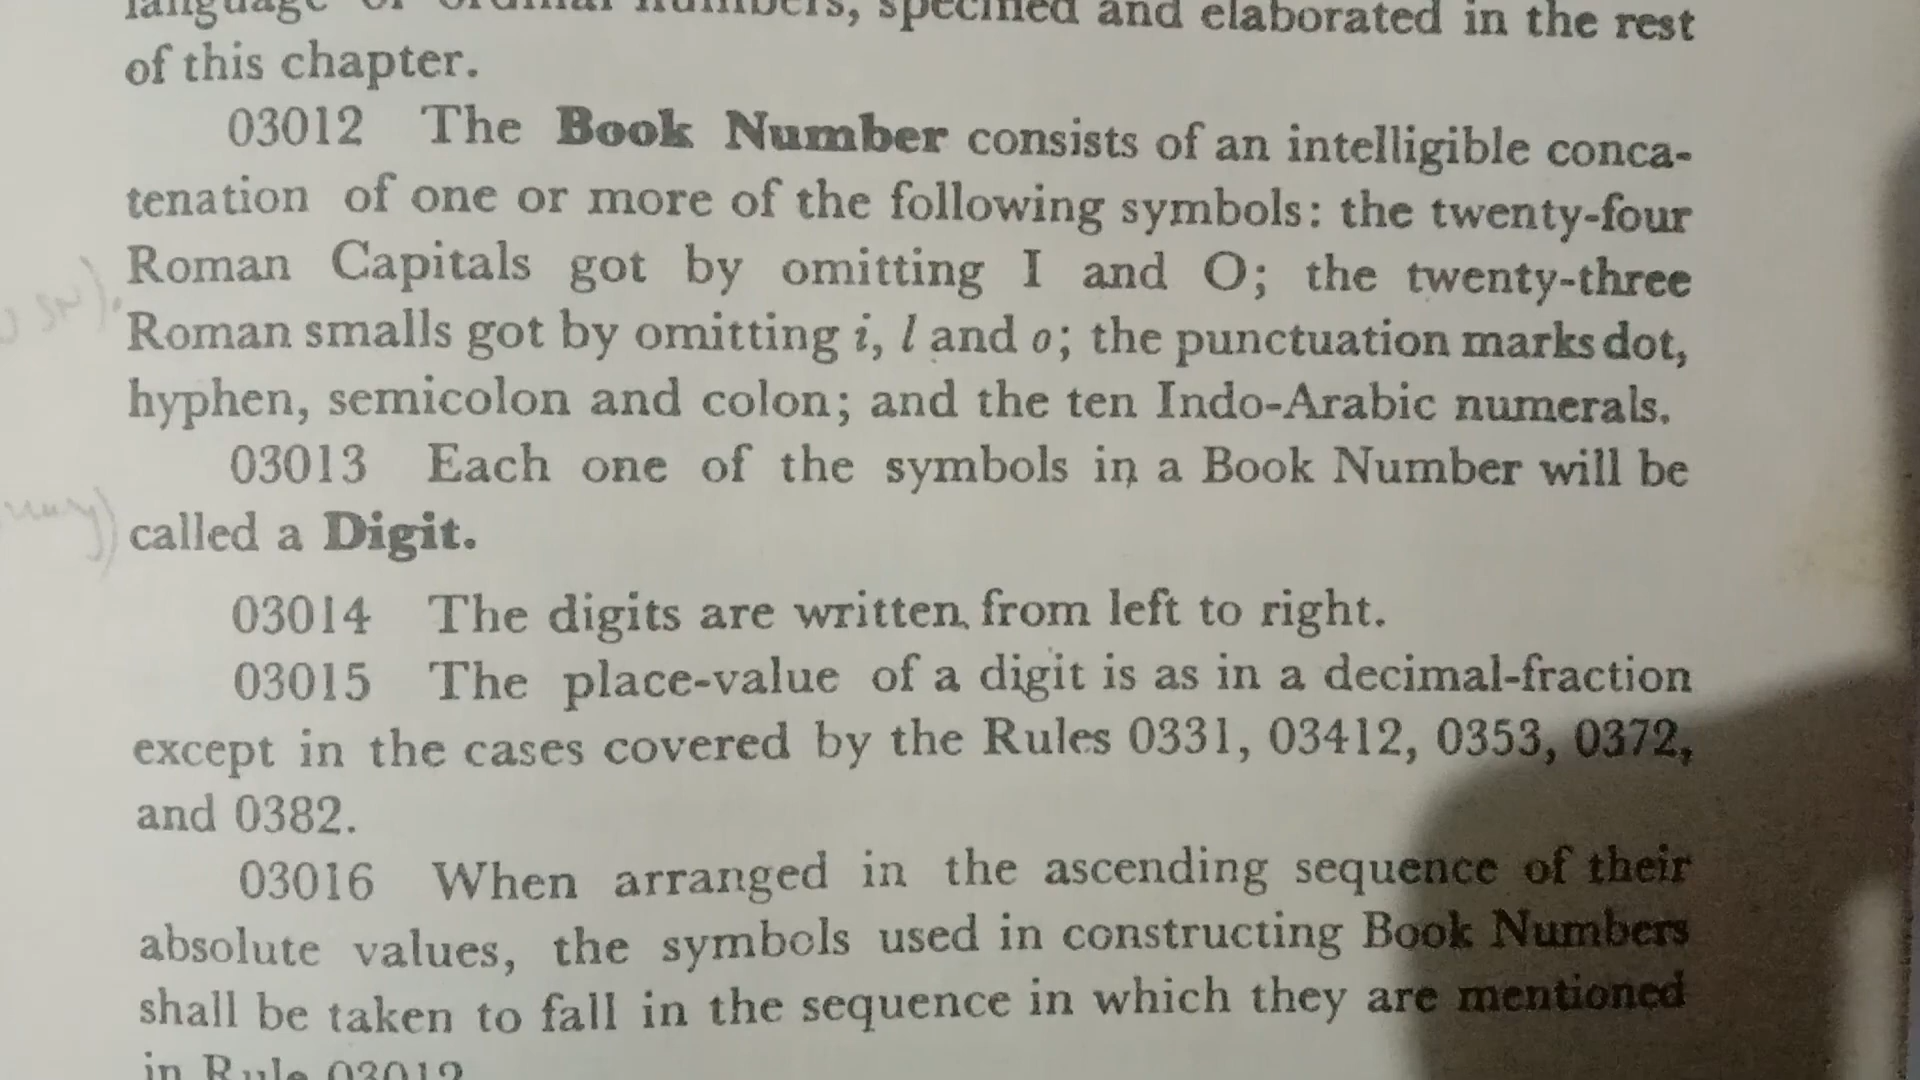 language of ordinal numbers, specified and elaborated in the rest
of this chapter.
03012 The Book Number consists of an intelligible conca-
tenation of one or more of the following symbols: the twenty-four
Roman Capitals got by omitting I and O; the twenty-three
Roman smalls got by omitting i, l and o; the punctuation marks dot,
hyphen, semicolon and colon; and the ten Indo-Arabic numerals.
03013 Each one of the symbols in a Book Number will be
called a Digit.
03014 The digits are written from left to right.
03015 The place-value of a digit is as in a decimal-fraction
except in the cases covered by the Rules 0331, 03412, 0353, 0372,
and 0382.
03016 When arranged in the ascending sequence of their
absolute values, the symbols used in constructing Book Numbers
shall be taken to fall in the sequence in which they are mentioned
in Rule 03012